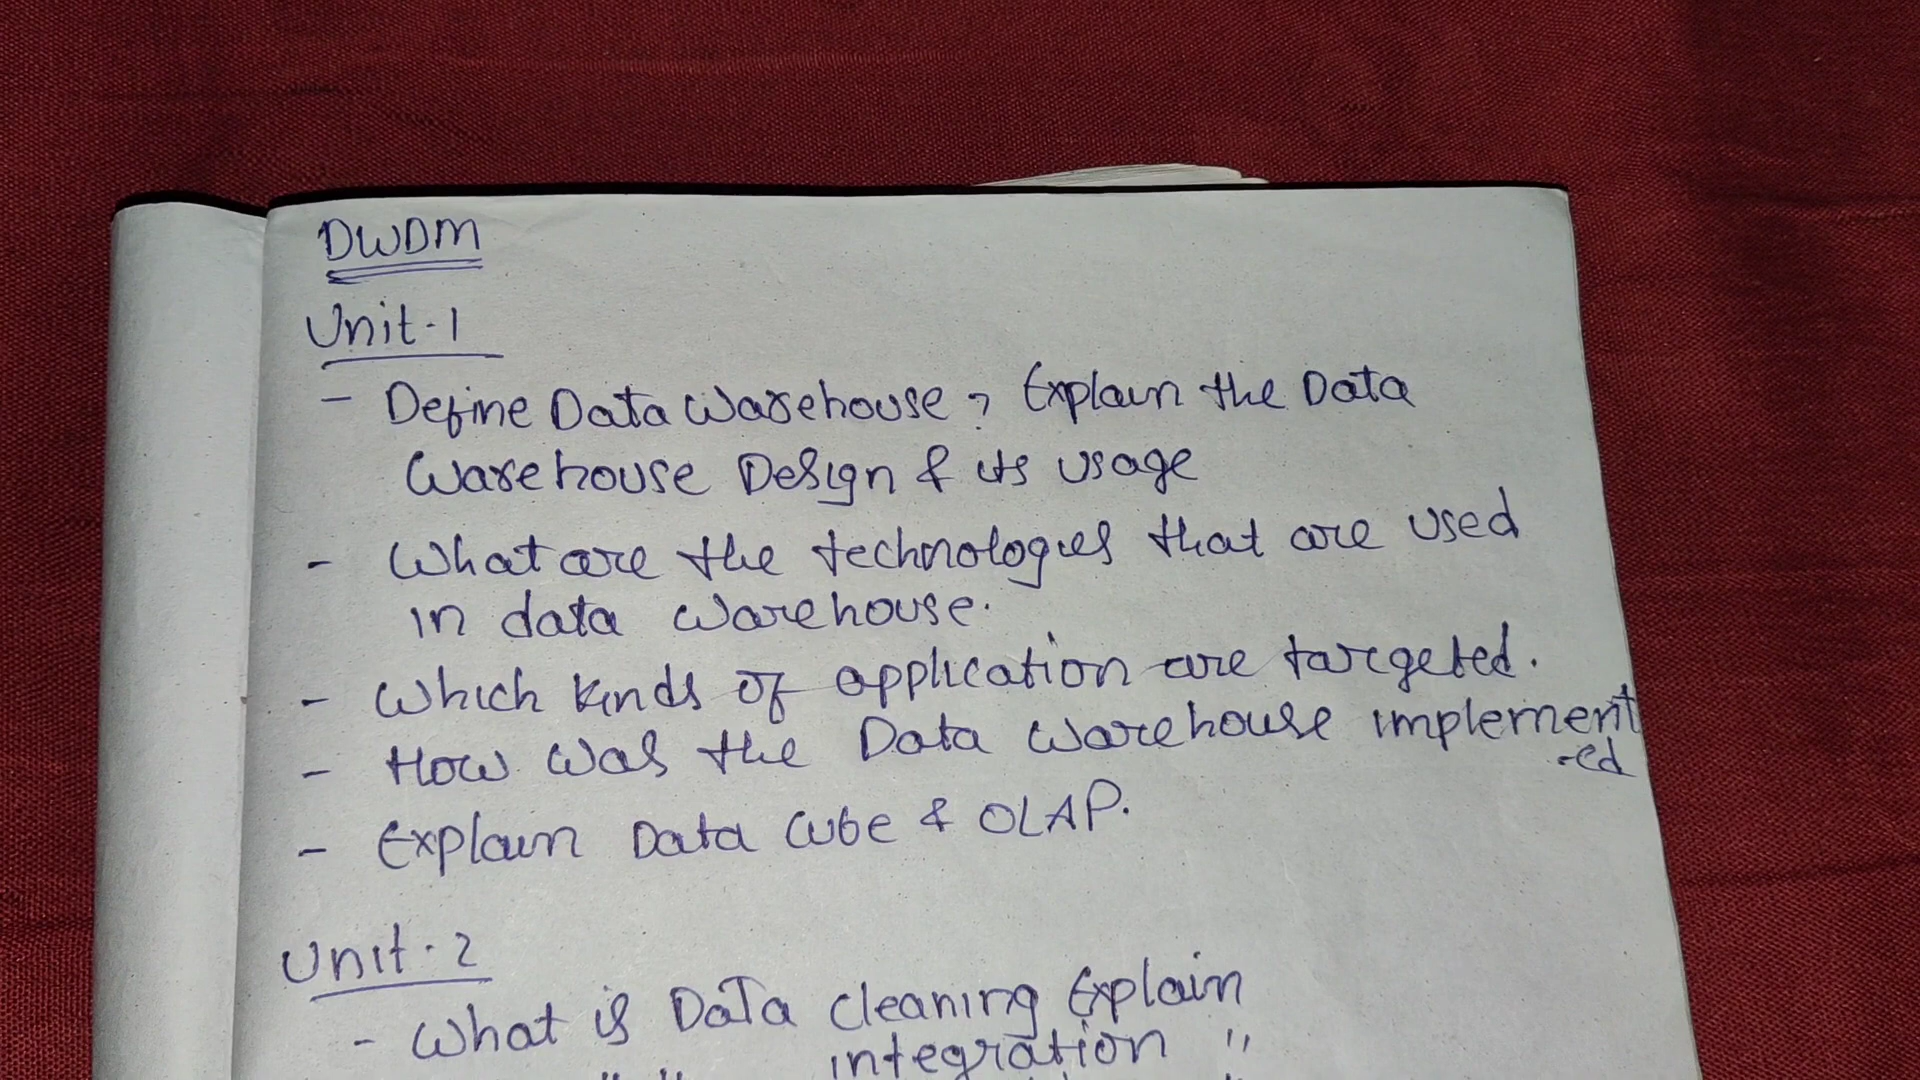 DWDM
Unit-1
- Define Data Warehouse, Explain the Data
Warehouse Design & its usage
- What are the technologies that are used
in data warehouse.
- Which kinds of application are targeted.
- How was the Data Warehouse implement
-ed
- Explain Data Cube & OLAP.
Unit-2
- What is Data cleaning Explain
" " integration "